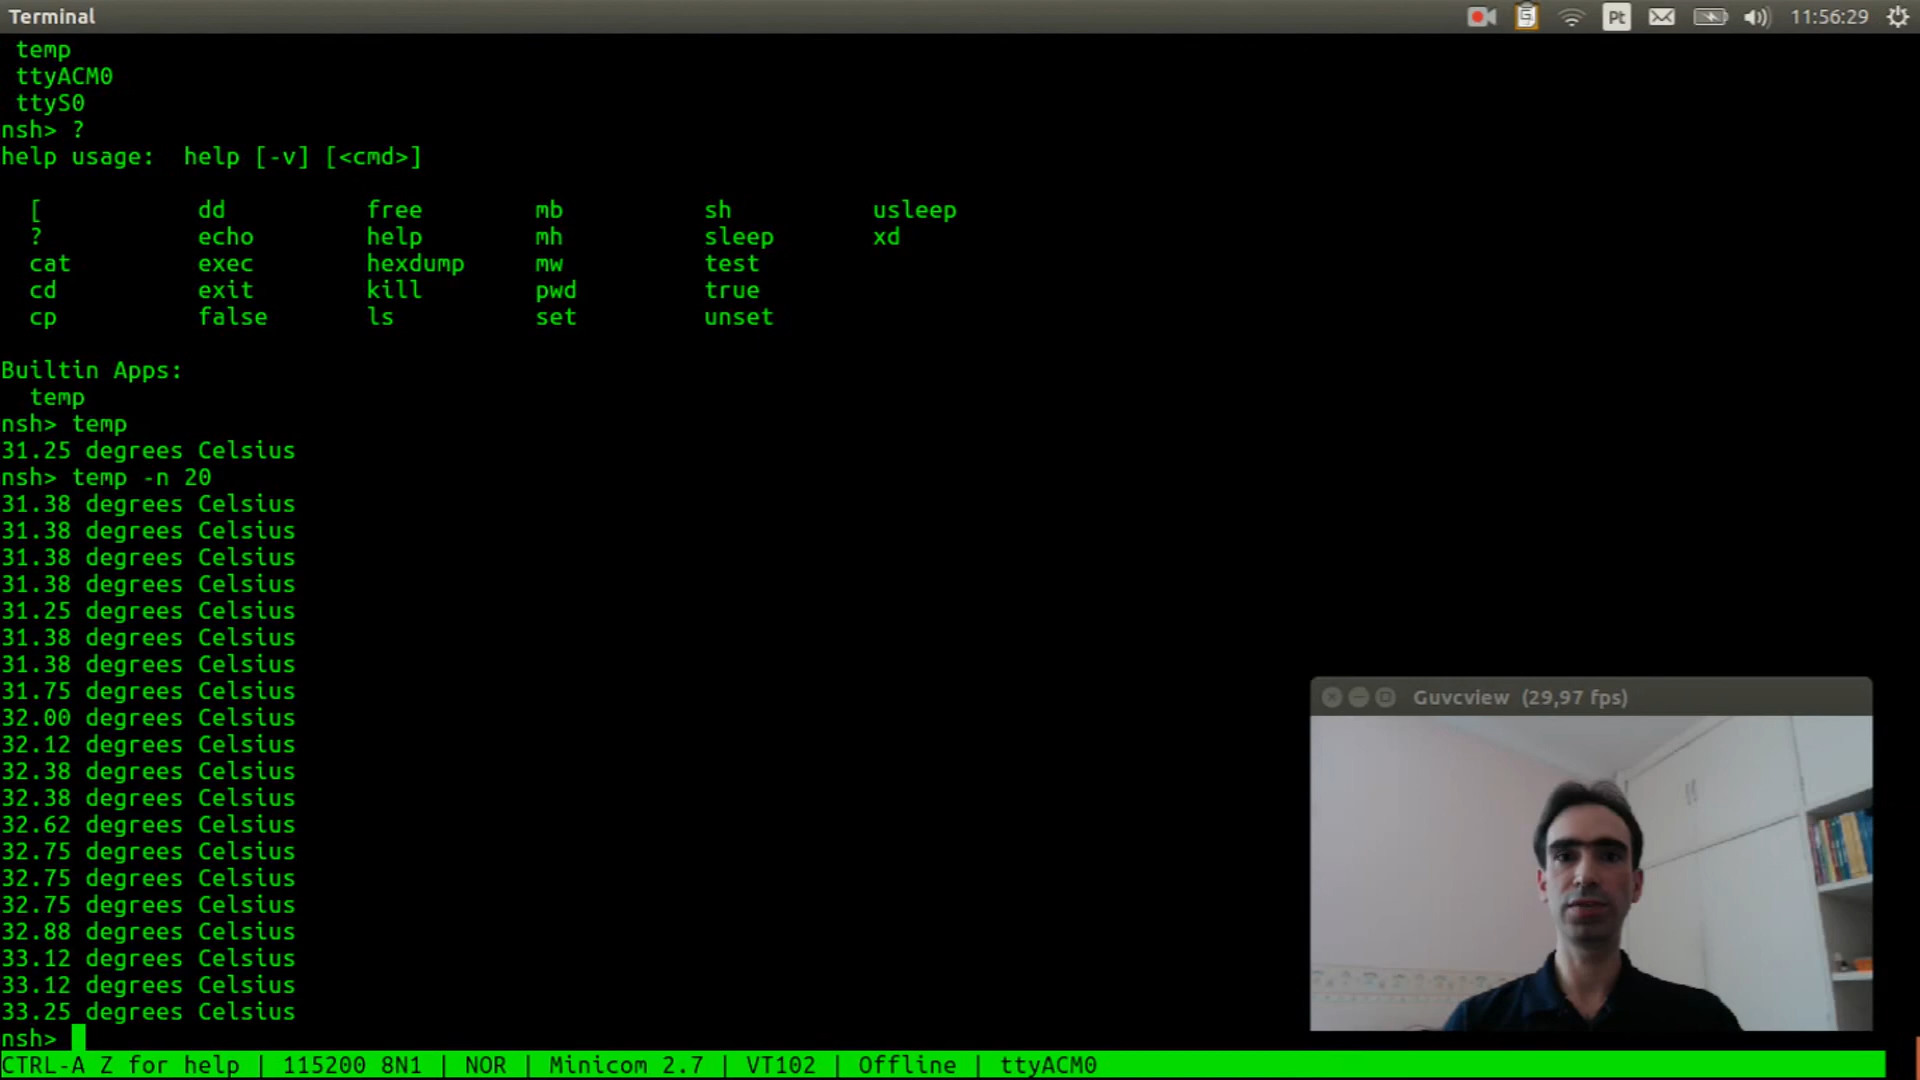 Terminal Pt 11:56:29
temp
ttyACM0
ttyS0
nsh> ?
help usage:  help [-v] [<cmd>]
[ dd free mb sh usleep
? echo help mh sleep xd
cat exec hexdump mw test
cd exit kill pwd true
cp false ls set unset
Builtin Apps:
temp
nsh> temp
31.25 degrees Celsius
nsh> temp -n 20
31.38 degrees Celsius
31.38 degrees Celsius
31.38 degrees Celsius
31.38 degrees Celsius
31.25 degrees Celsius
31.38 degrees Celsius
31.38 degrees Celsius
31.75 degrees Celsius
32.00 degrees Celsius
32.12 degrees Celsius
32.38 degrees Celsius
32.38 degrees Celsius
32.62 degrees Celsius
32.75 degrees Celsius
32.75 degrees Celsius
32.75 degrees Celsius
32.88 degrees Celsius
33.12 degrees Celsius
33.12 degrees Celsius
33.25 degrees Celsius
nsh>
CTRL-A Z for help | 115200 8N1 | NOR | Minicom 2.7 | VT102 | Offline | ttyACM0
Guvcview (29,97 fps)